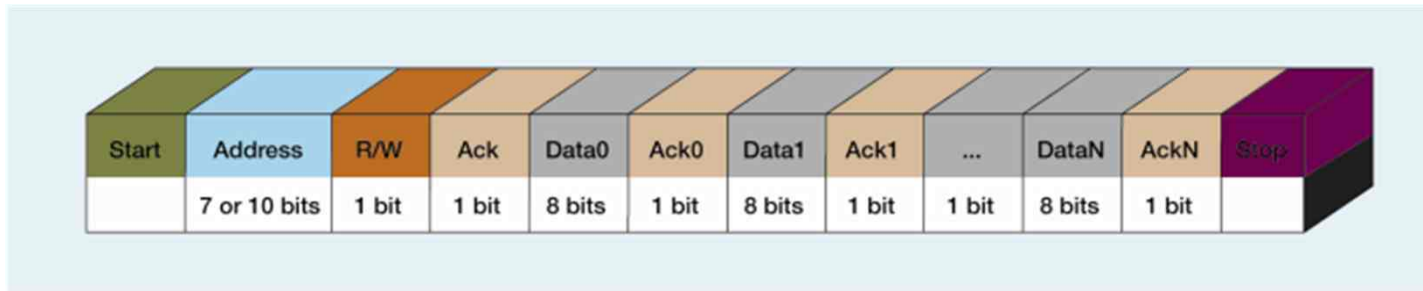 Start Address R/W Ack Data0 Ack0 Data1 Ack1 ... DataN AckN Stop
7 or 10 bits 1 bit 1 bit 8 bits 1 bit 8 bits 1 bit 1 bit 8 bits 1 bit